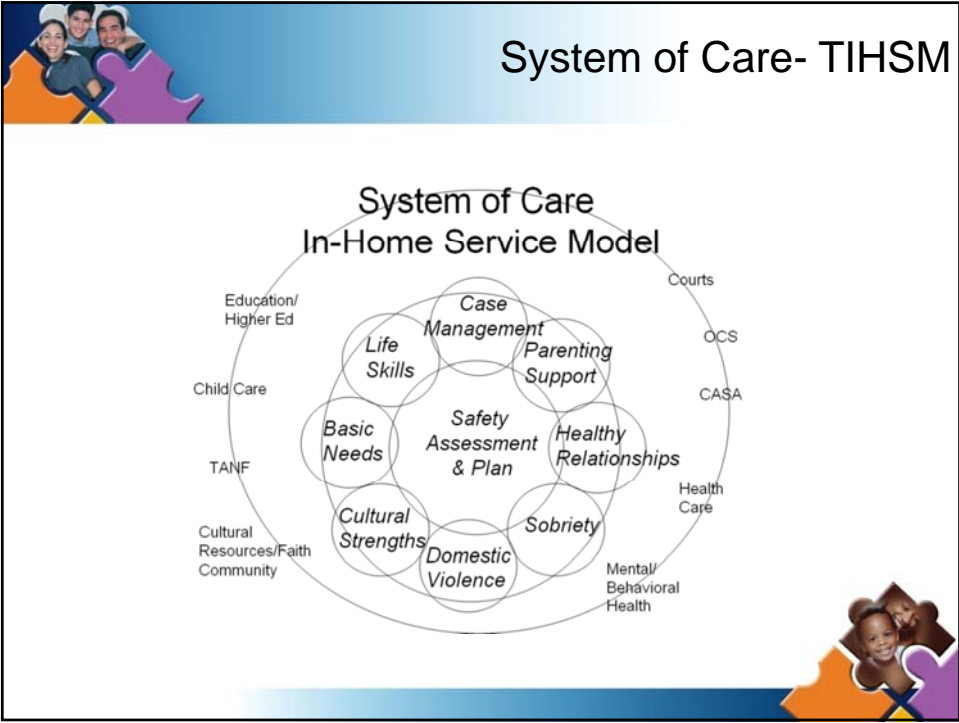 System of Care- TIHSM
System of Care
In-Home Service Model
Courts
Education/
Higher Ed
Case
Management
OCS
Life
Skills
Parenting
Support
Child Care
CASA
Safety
Assessment
& Plan
Basic
Needs
Healthy
Relationships
TANF
Health
Care
Cultural
Strengths
Sobriety
Cultural
Resources/Faith
Community
Domestic
Violence
Mental/
Behavioral
Health